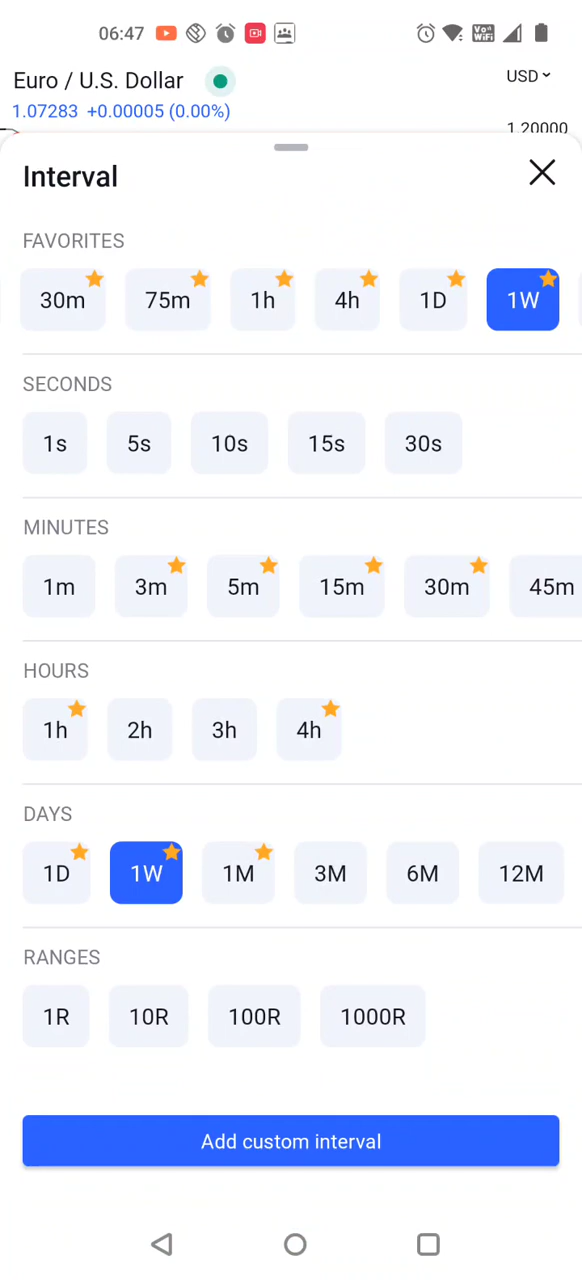 06:47
Vo)) WiFi
Euro / U.S. Dollar
USD
1.07283 +0.00005 (0.00%)
1.20000
Interval
FAVORITES
30m 75m 1h 4h 1D 1W
SECONDS
1s 5s 10s 15s 30s
MINUTES
1m 3m 5m 15m 30m 45m
HOURS
1h 2h 3h 4h
DAYS
1D 1W 1M 3M 6M 12M
RANGES
1R 10R 100R 1000R
Add custom interval